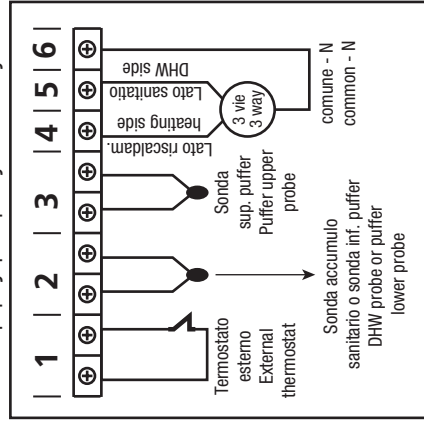 1 2 3 4 5 6
Termostato
esterno
External
thermostat
Sonda accumulo
sanitario o sonda inf. puffer
DHW probe or puffer
lower probe
Sonda
sup. puffer
Puffer upper
probe
Lato riscaldam.
heating side
Lato sanitatio
DHW side
3 vie
3 way
comune - N
common - N